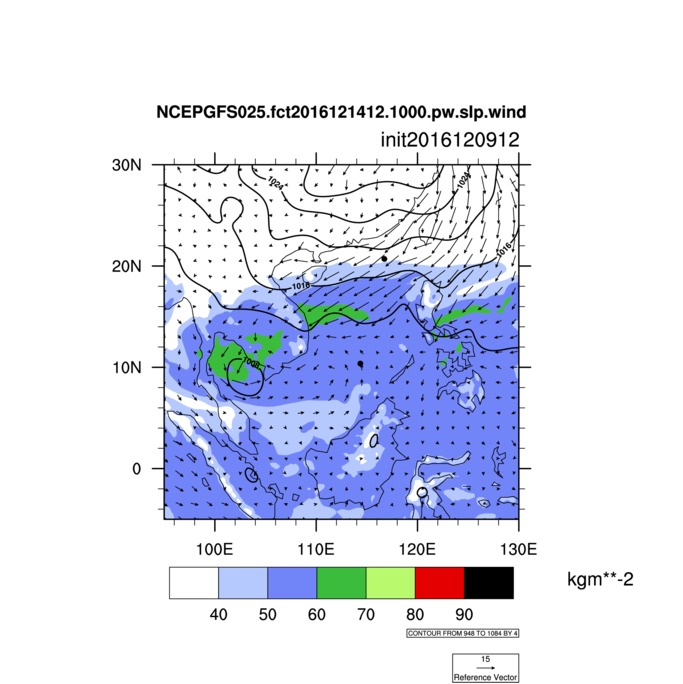 NCEPGFS025.fct2016121412.1000.pw.slp.wind
init2016120912
30N
20N
10N
0
1024
1024
1016
1016
1008
100E 110E 120E 130E
40 50 60 70 80 90
kgm**-2
CONTOUR FROM 948 TO 1084 BY 4
15
Reference Vector